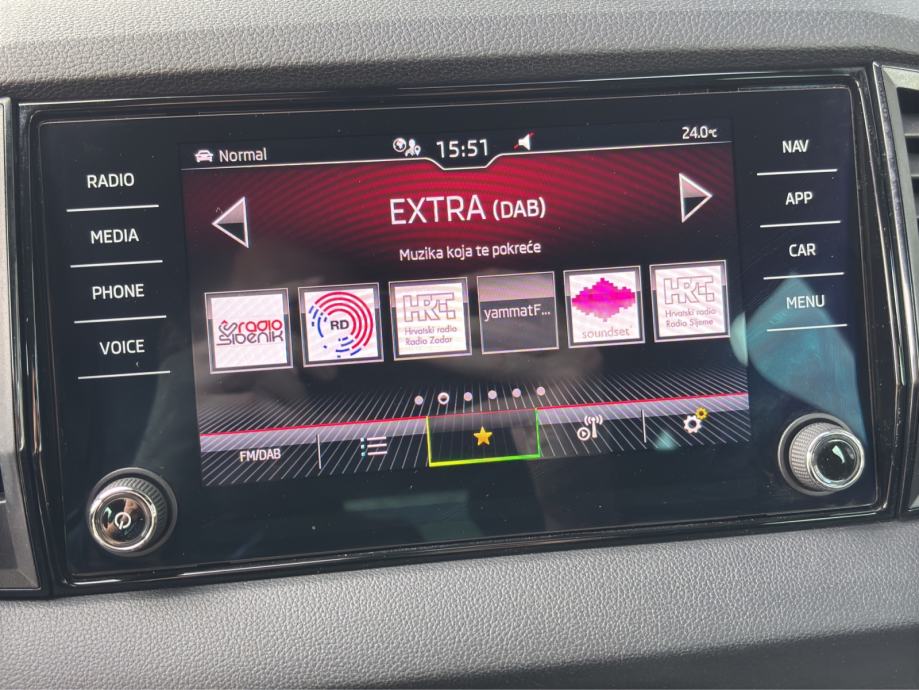 Normal
15:51
24.0°C
RADIO
MEDIA
PHONE
VOICE
NAV
APP
CAR
MENU
EXTRA (DAB)
Muzika koja te pokreće
radio
RD
HRT
Hrvatski radio
Radio Zadar
yammatF...
soundset
HRT
Hrvatski radio
Radio Sljeme
FM/DAB